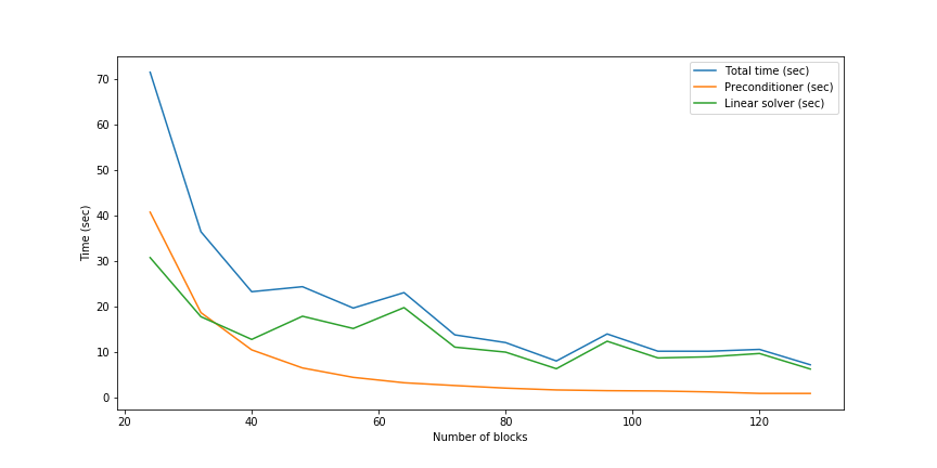 Total time (sec)
Preconditioner (sec)
Linear solver (sec)
Time (sec)
70
60
50
40
30
20
10
0
20 40 60 80 100 120
Number of blocks